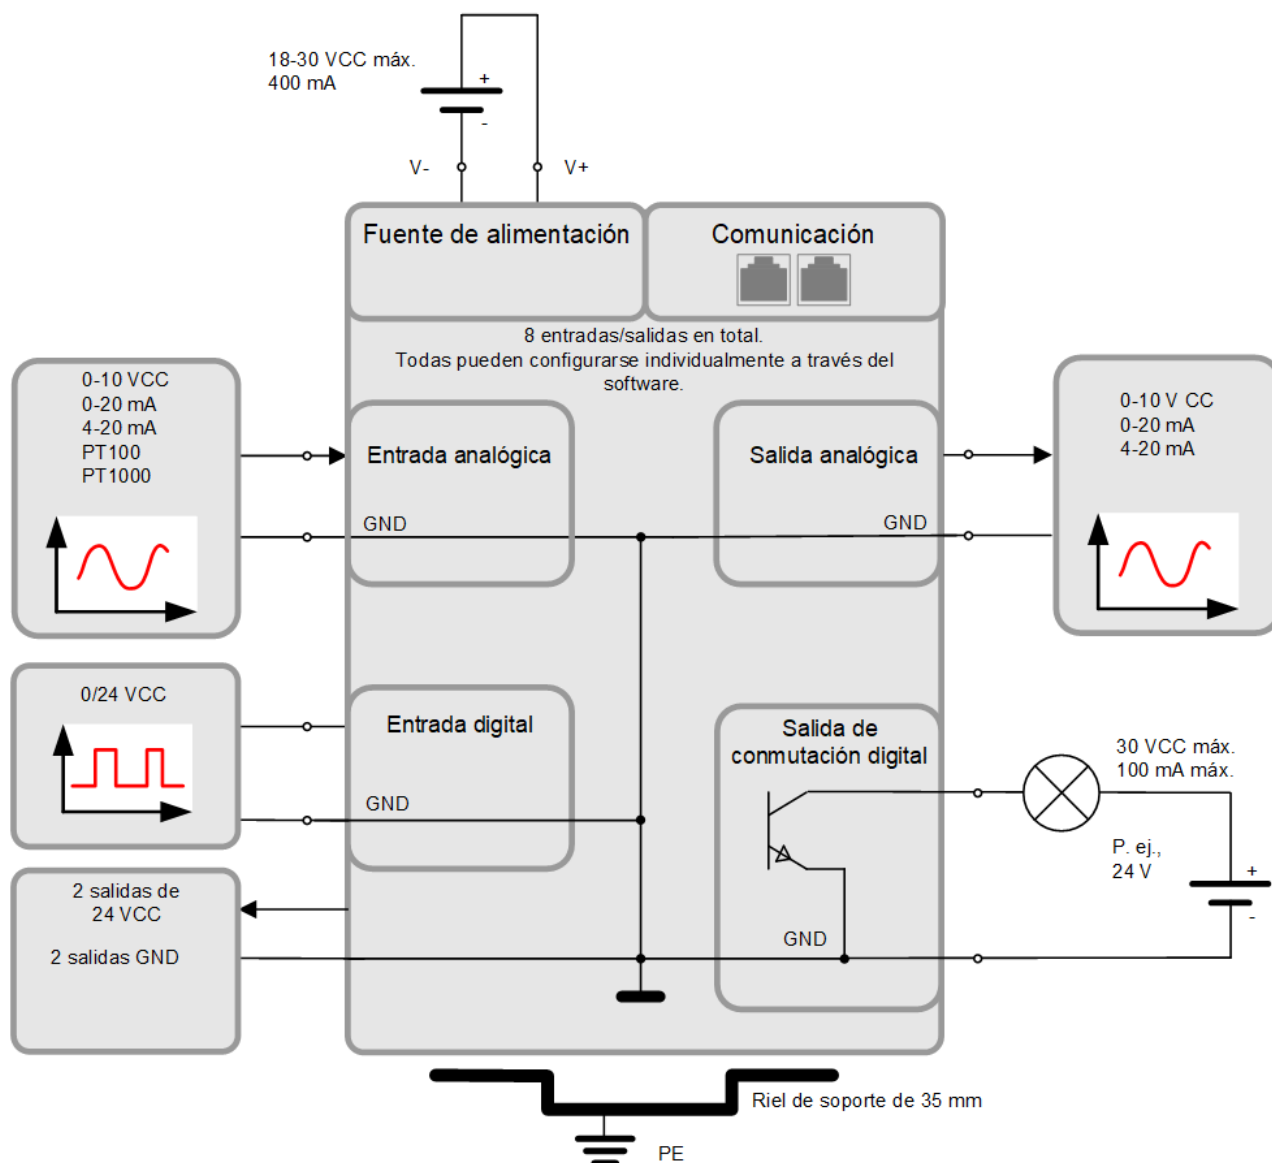 18-30 VCC máx.
400 mA
+
-
V-
V+
Fuente de alimentación
Comunicación
8 entradas/salidas en total.
Todas pueden configurarse individualmente a través del
software.
0-10 VCC
0-20 mA
4-20 mA
PT100
PT1000
Entrada analógica
GND
Salida analógica
GND
0-10 V CC
0-20 mA
4-20 mA
0/24 VCC
Entrada digital
GND
Salida de
conmutación digital
GND
30 VCC máx.
100 mA máx.
P. ej.,
24 V
+
-
2 salidas de
24 VCC
2 salidas GND
Riel de soporte de 35 mm
PE